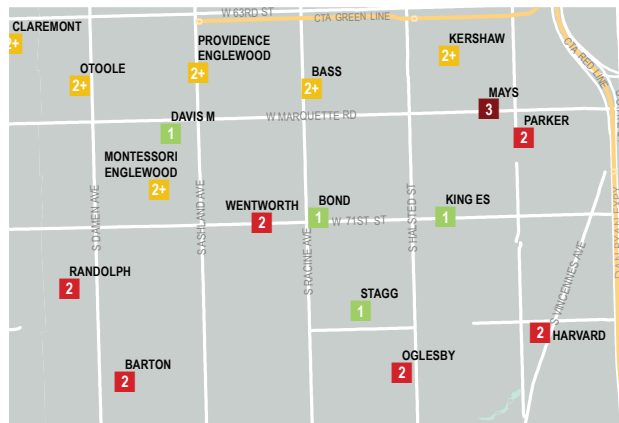 W 63RD ST
CTA GREEN LINE
CLAREMONT
2+
OTOOLE
2+
PROVIDENCE
ENGLEWOOD
2+
BASS
2+
KERSHAW
2+
CTA RED LINE
MAYS
3
W MARQUETTE RD
DAVIS M
1
PARKER
2
MONTESSORI
ENGLEWOOD
2+
WENTWORTH
2
BOND
1
W 71ST ST
KING ES
1
S DAMEN AVE
S ASHLAND AVE
S RACINE AVE
S HALSTED ST
S VINCENNES AVE
DAN RYAN EXPY
RANDOLPH
2
STAGG
1
2
HARVARD
BARTON
2
OGLESBY
2